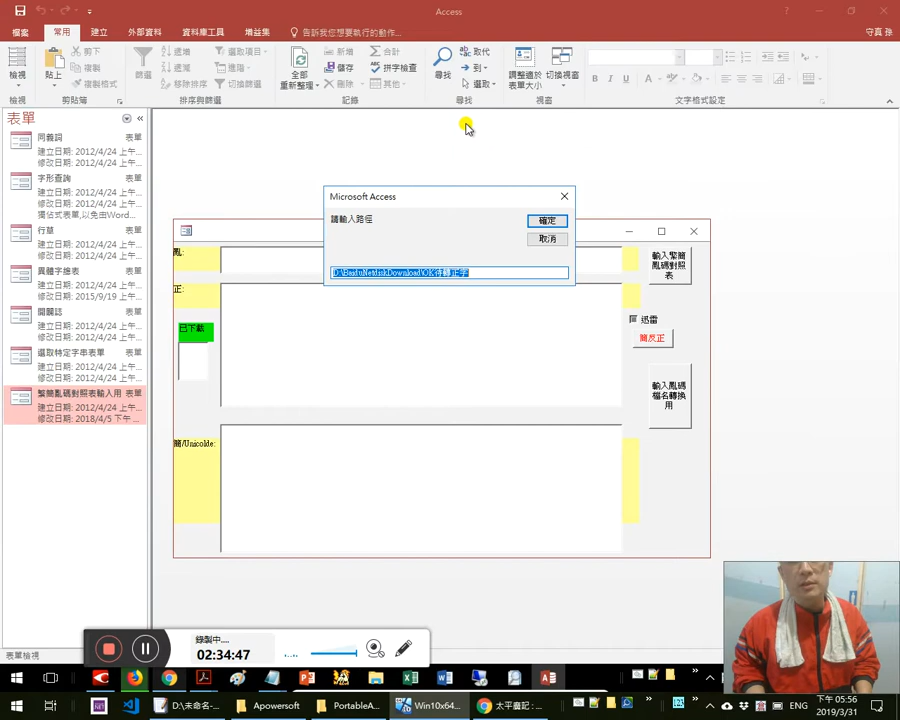 Access
守真 孫
檔案
常用
建立
外部資料
資料庫工具
增益集
告訴我您想要執行的動作...
檢視
貼上
剪下
複製
複製格式
篩選
遞增
遞減
移除排序
選取項目
進階
切換篩選
全部
重新整理
新增
儲存
刪除
合計
拼字檢查
其他
尋找
取代
到
選取
調整適於
表單大小
切換視窗
B I U
檢視
剪貼簿
排序與篩選
記錄
尋找
視窗
文字格式設定
表單
同義詞 表單
建立日期: 2012/4/24 上午...
修改日期: 2012/4/24 上午...
字形查詢 表單
建立日期: 2012/4/24 上午...
獨佔式表單,以免由Word...
行草 表單
建立日期: 2012/4/24 上午...
修改日期: 2012/4/24 上午...
異體字總表 表單
建立日期: 2012/4/24 上午...
修改日期: 2015/9/19 上午...
開關誌 表單
建立日期: 2012/4/24 上午...
修改日期: 2012/4/24 上午...
選取特定字串表單 表單
建立日期: 2012/4/24 上午...
修改日期: 2012/4/24 上午...
繁簡亂碼對照表輸入用 表單
建立日期: 2012/4/24 上午...
修改日期: 2018/4/5 下午...
Microsoft Access
請輸入路徑
確定
取消
D:\BaiduNetdiskDownload\OK待轉正字
亂:
正:
已下載
簡/Unicolde:
輸入繁簡
亂碼對照
表
迅雷
簡反正
輸入亂碼
檔名轉換
用
錄製中....
02:34:47
表單檢視
D:\未命名-...
Apowersoft
PortableA...
Win10x64...
太平廣記 : ...
ENG
下午 05:56
2019/3/31